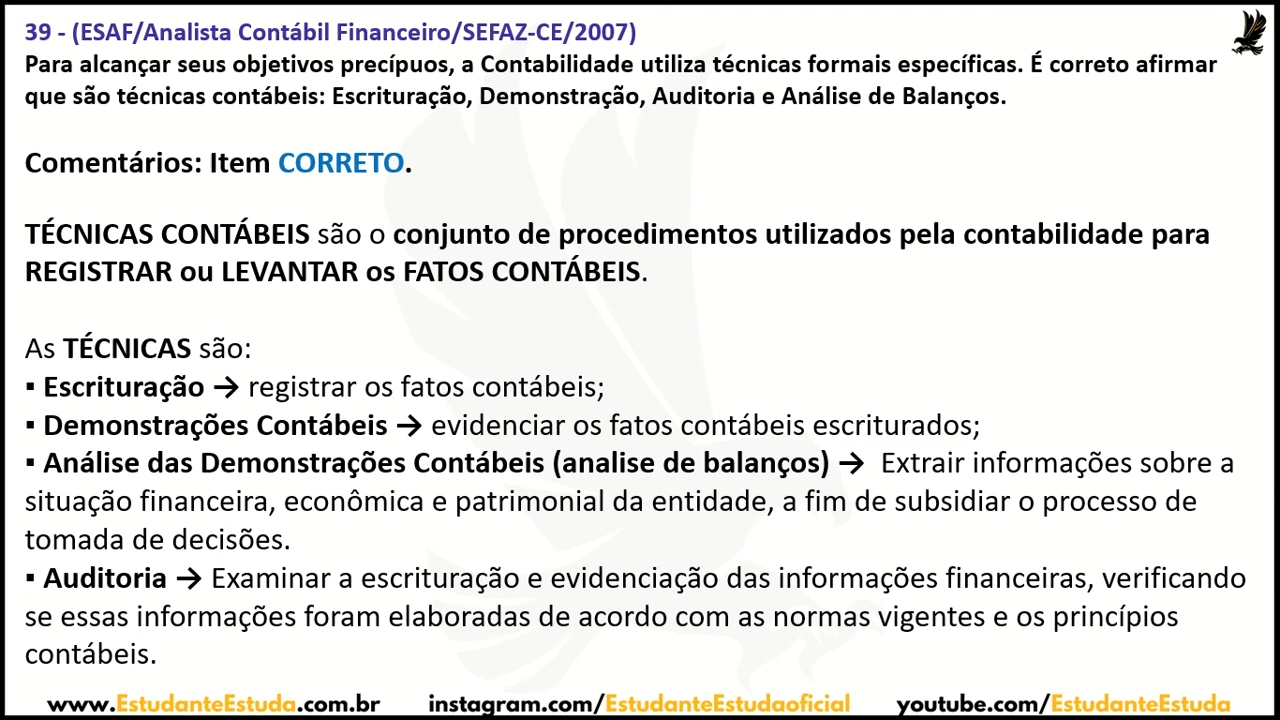 39 - (ESAF/Analista Contábil Financeiro/SEFAZ-CE/2007)
Para alcançar seus objetivos precípuos, a Contabilidade utiliza técnicas formais específicas. É correto afirmar
que são técnicas contábeis: Escrituração, Demonstração, Auditoria e Análise de Balanços.
Comentários: Item CORRETO.
TÉCNICAS CONTÁBEIS são o conjunto de procedimentos utilizados pela contabilidade para
REGISTRAR ou LEVANTAR os FATOS CONTÁBEIS.
As TÉCNICAS são:
▪ Escrituração → registrar os fatos contábeis;
▪ Demonstrações Contábeis → evidenciar os fatos contábeis escriturados;
▪ Análise das Demonstrações Contábeis (analise de balanços) → Extrair informações sobre a
situação financeira, econômica e patrimonial da entidade, a fim de subsidiar o processo de
tomada de decisões.
▪ Auditoria → Examinar a escrituração e evidenciação das informações financeiras, verificando
se essas informações foram elaboradas de acordo com as normas vigentes e os princípios
contábeis.
www.EstudanteEstuda.com.br instagram.com/EstudanteEstudaoficial youtube.com/EstudanteEstuda